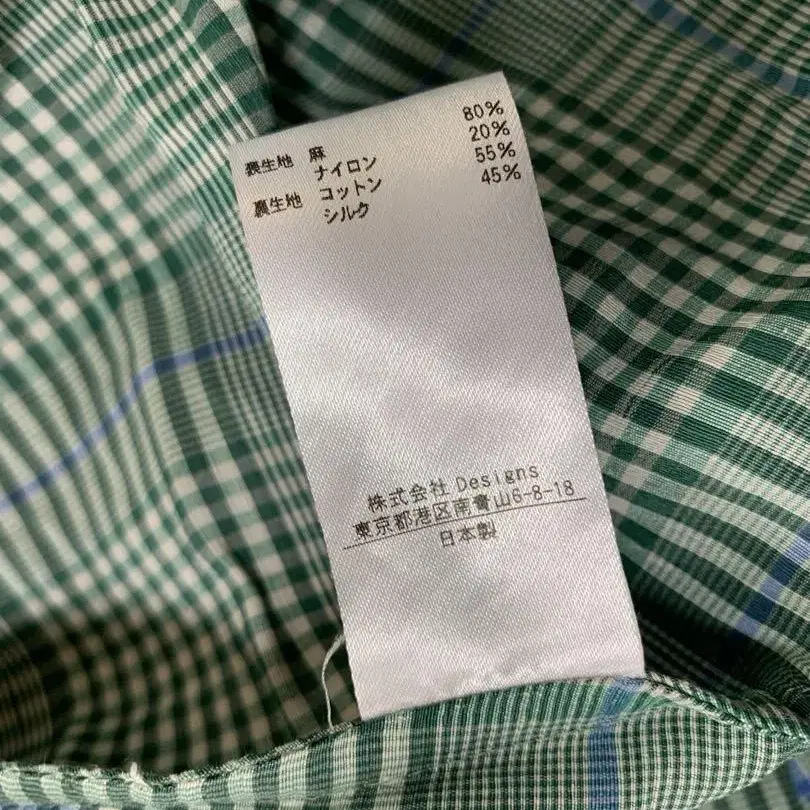 表生地 麻 80%
ナイロン 20%
裏生地 コットン 55%
シルク 45%
株式会社 Designs
東京都港区南青山6-8-18
日本製